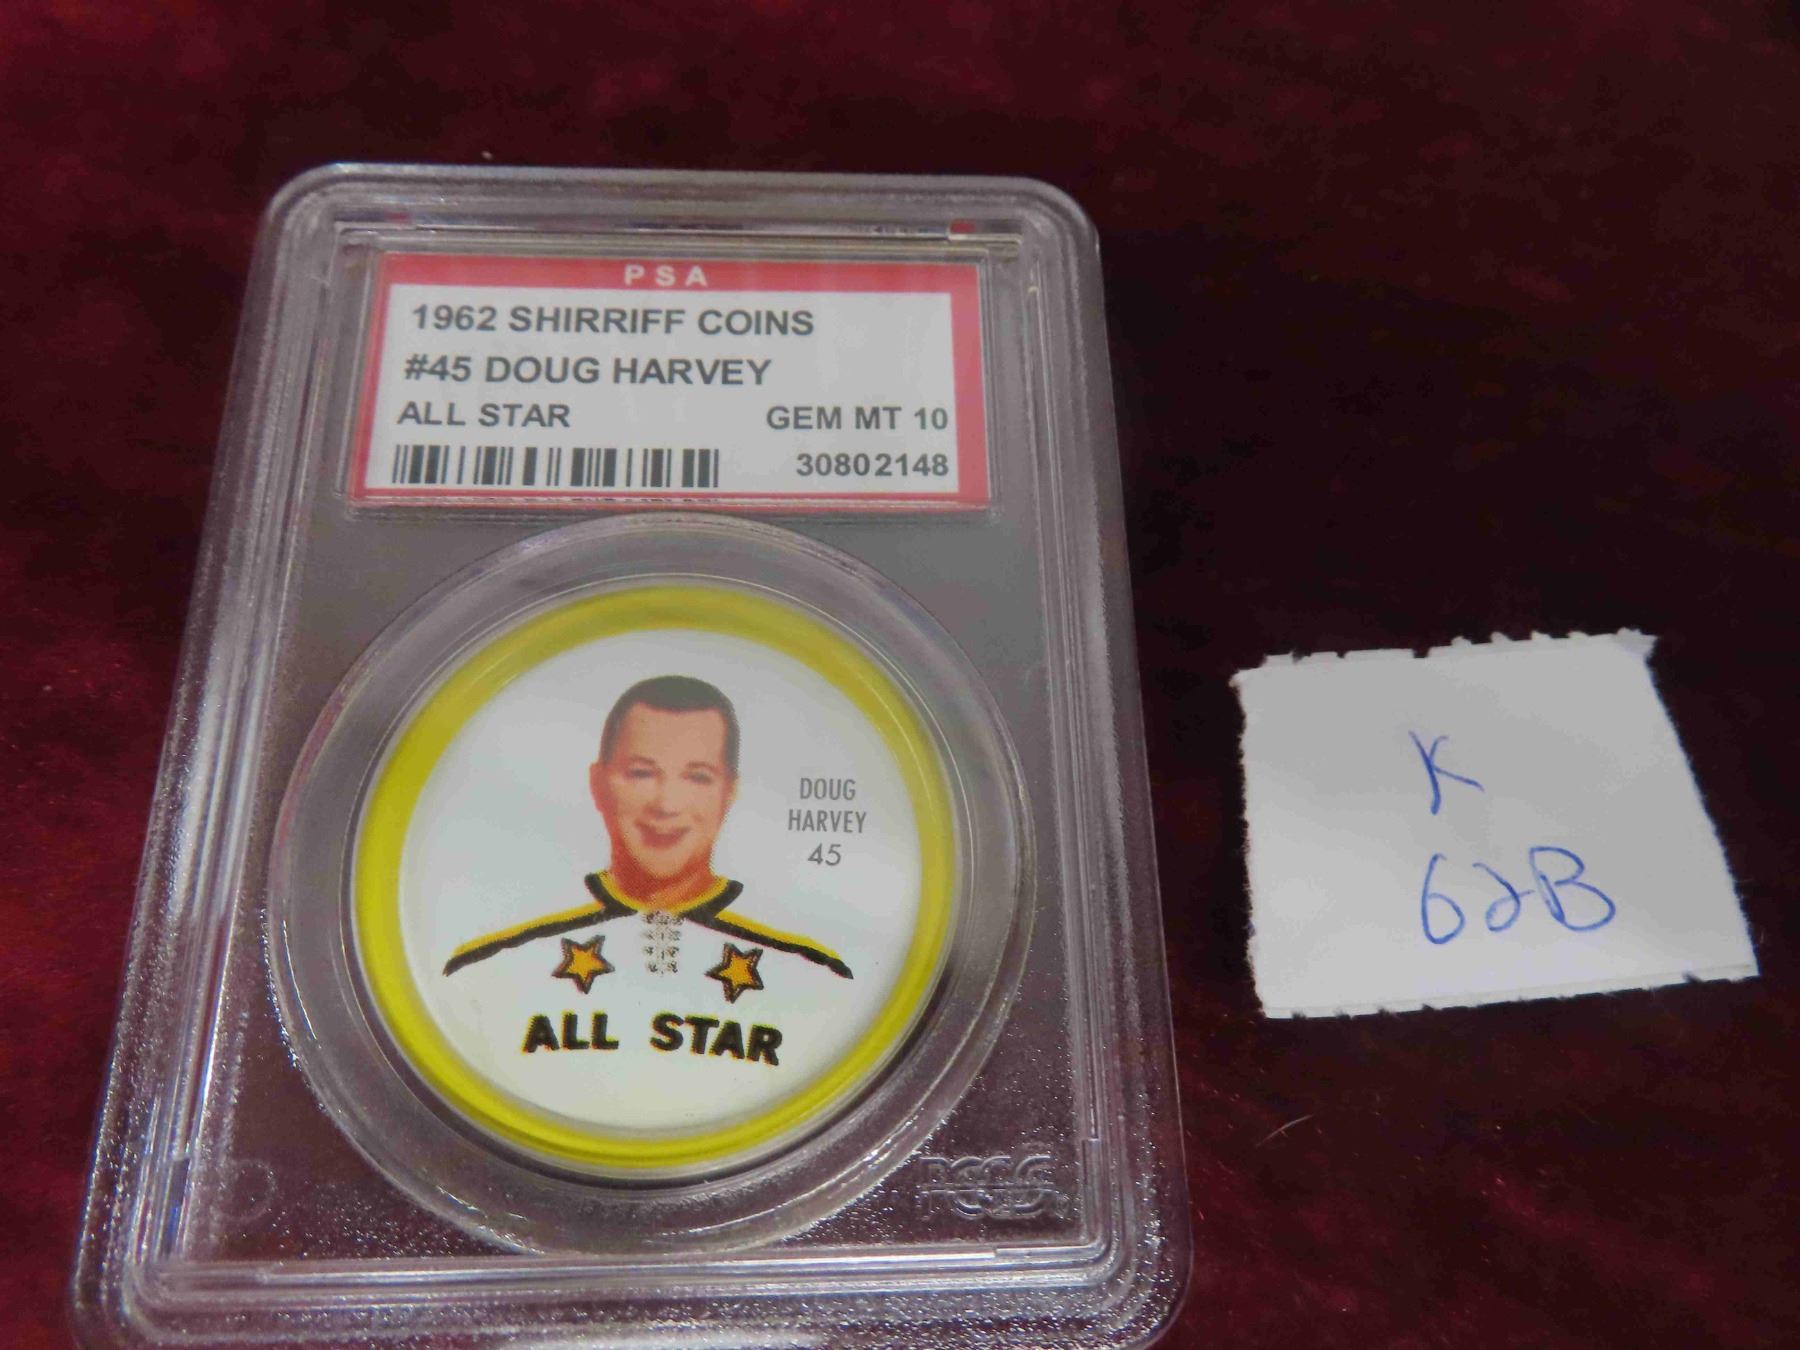 PSA
1962 SHIRRIFF COINS
#45 DOUG HARVEY
ALL STAR GEM MT 10
30802148
DOUG
HARVEY
45
ALL STAR
PCGS
K
62B